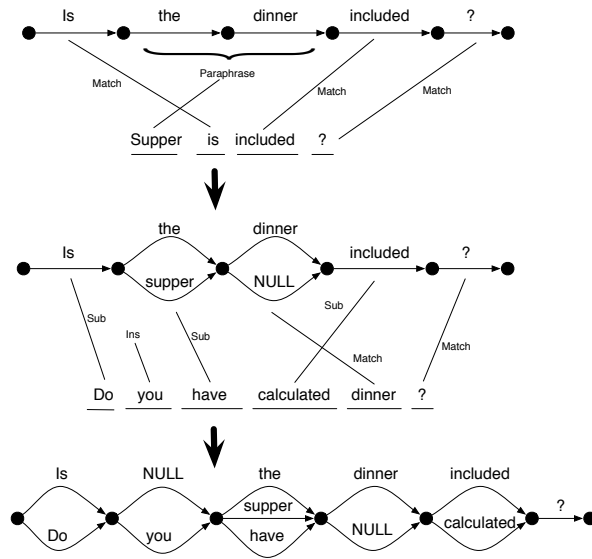 Is the dinner included ?
Paraphrase
Match Match Match
Supper is included ?
the dinner
Is included ?
supper NULL
Sub Ins Sub Sub Match Match
Do you have calculated dinner ?
Is NULL the dinner included
supper ?
Do you have NULL calculated